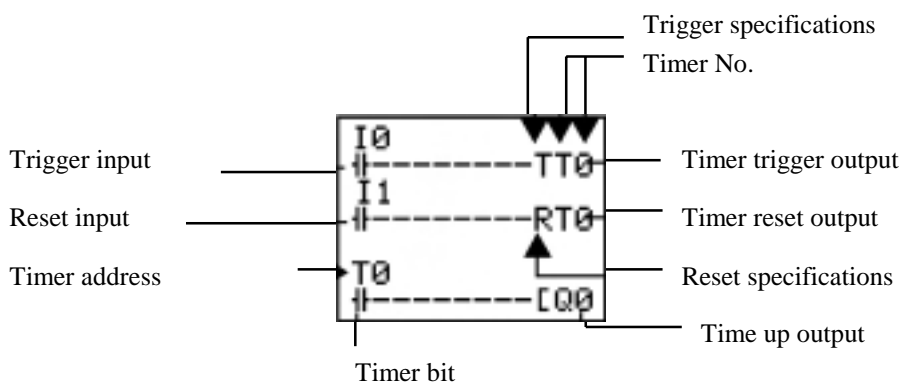 Trigger specifications
Timer No.
I0
Trigger input
TT0
Timer trigger output
I1
Reset input
RT0
Timer reset output
Timer address
T0
Reset specifications
[Q0
Time up output
Timer bit